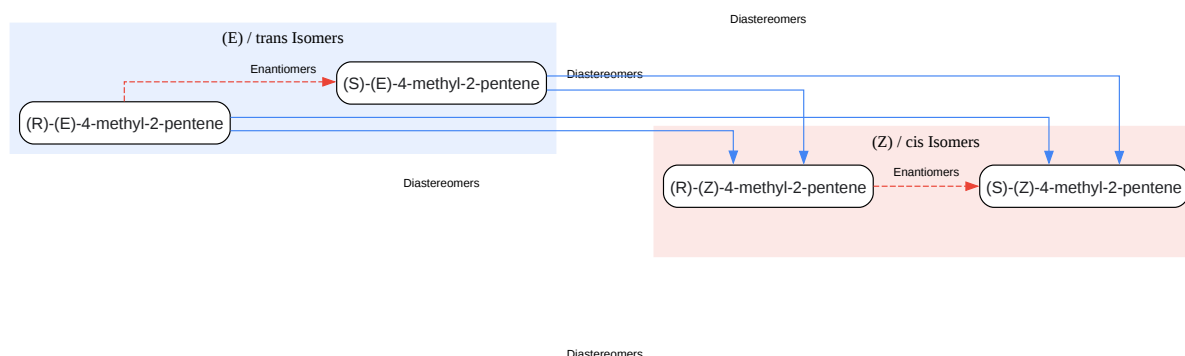 Diastereomers
(E) / trans Isomers
Enantiomers
Diastereomers
(S)-(E)-4-methyl-2-pentene
(R)-(E)-4-methyl-2-pentene
(Z) / cis Isomers
Enantiomers
Diastereomers
(R)-(Z)-4-methyl-2-pentene
(S)-(Z)-4-methyl-2-pentene
Diastereomers